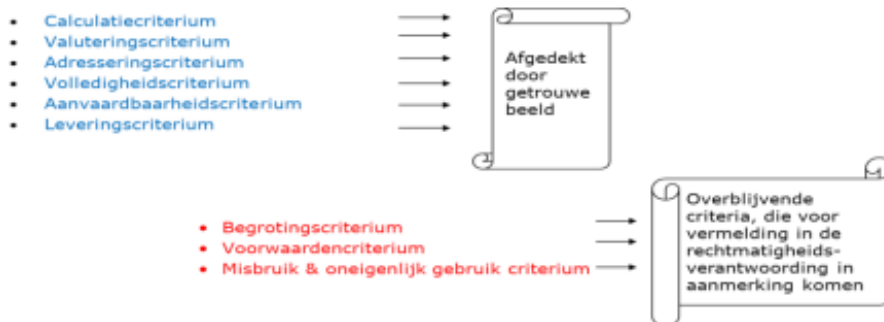 • Calculatiecriterium
• Valuteringscriterium
• Adresseringscriterium
• Volledigheidscriterium
• Aanvaardbaarheidscriterium
• Leveringscriterium
Afgedekt
door
getrouwe
beeld
• Begrotingscriterium
• Voorwaardencriterium
• Misbruik & oneigenlijk gebruik criterium
Overblijvende
criteria, die voor
vermelding in de
rechtmatigheids-
verantwoording in
aanmerking komen